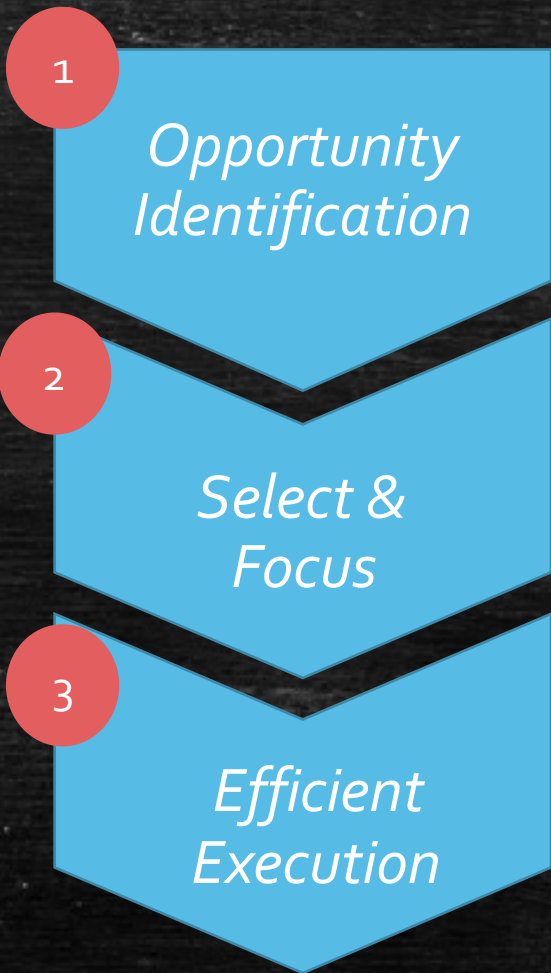 1
Opportunity
Identification
2
Select &
Focus
3
Efficient
Execution